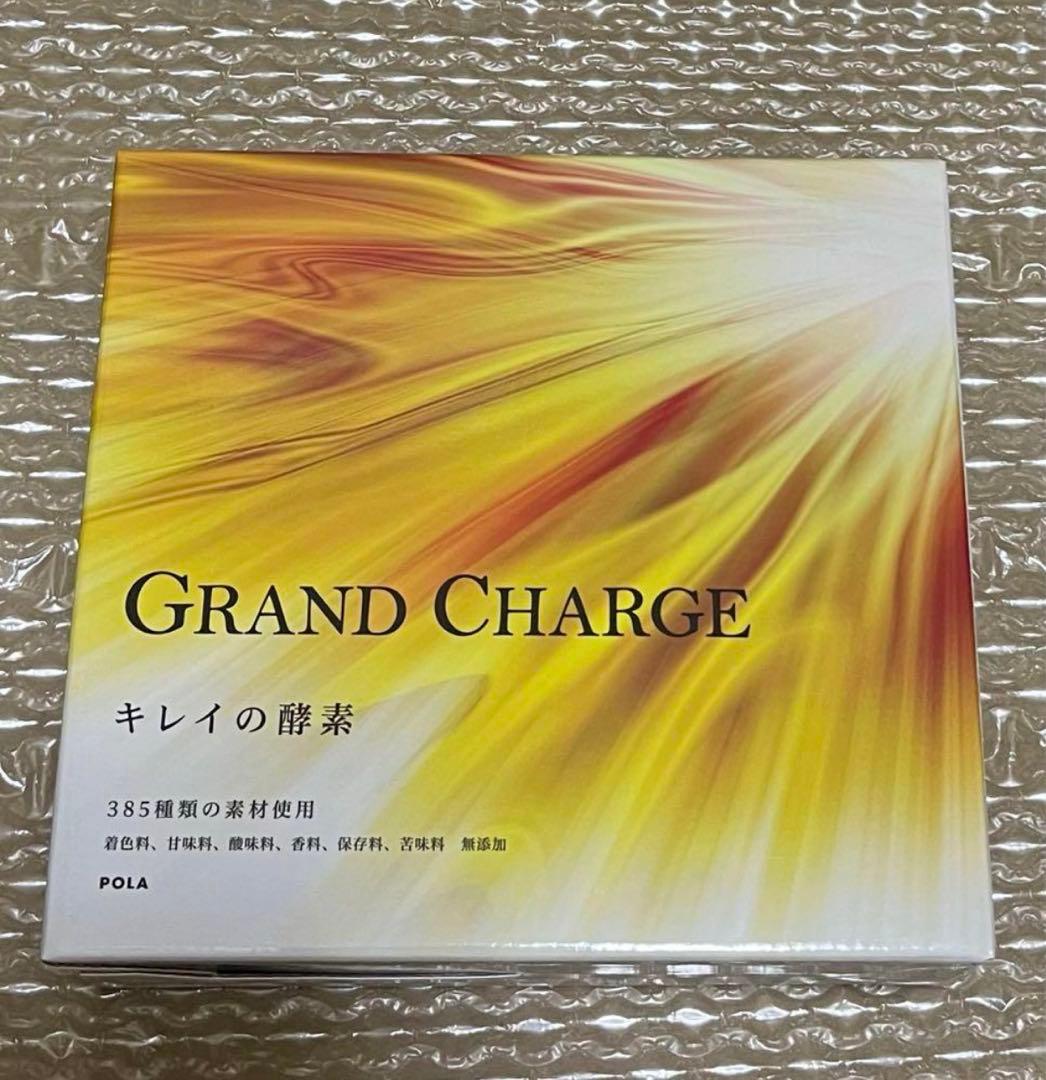 GRAND CHARGE
キレイの酵素
385種類の素材使用
着色料、甘味料、酸味料、香料、保存料、苦味料　無添加
POLA